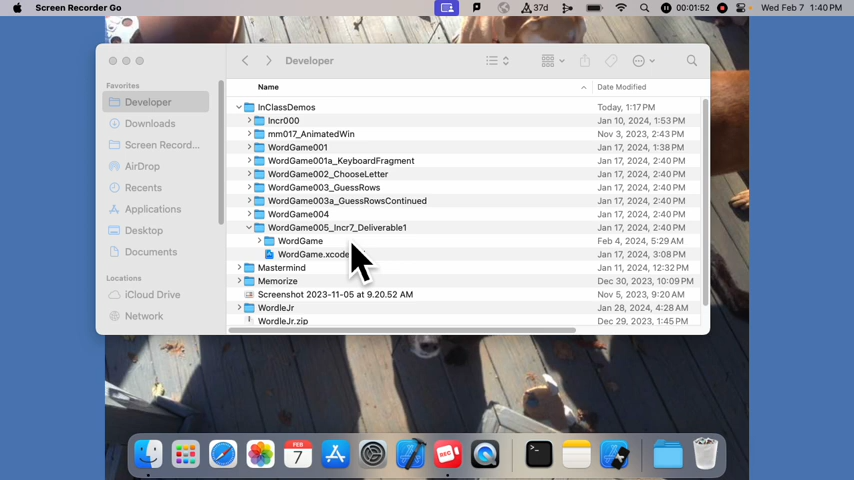 Screen Recorder Go
37d
00:01:52
Wed Feb 7 1:40 PM
Developer
Favorites
Developer
Downloads
Screen Record...
AirDrop
Recents
Applications
Desktop
Documents
Locations
iCloud Drive
Network
Name
Date Modified
InClassDemos
Today, 1:17 PM
Incr000
Jan 10, 2024, 1:53 PM
mm017_AnimatedWin
Nov 3, 2023, 2:43 PM
WordGame001
Jan 17, 2024, 1:38 PM
WordGame001a_KeyboardFragment
Jan 17, 2024, 2:40 PM
WordGame002_ChooseLetter
Jan 17, 2024, 2:40 PM
WordGame003_GuessRows
Jan 17, 2024, 2:40 PM
WordGame003a_GuessRowsContinued
Jan 17, 2024, 2:40 PM
WordGame004
Jan 17, 2024, 2:40 PM
WordGame005_Incr7_Deliverable1
Jan 17, 2024, 2:40 PM
WordGame
Feb 4, 2024, 5:29 AM
WordGame.xcode
Jan 17, 2024, 3:08 PM
Mastermind
Jan 11, 2024, 12:32 PM
Memorize
Dec 30, 2023, 10:09 PM
Screenshot 2023-11-05 at 9.20.52 AM
Nov 5, 2023, 9:20 AM
WordleJr
Jan 28, 2024, 4:28 AM
WordleJr.zip
Dec 29, 2023, 1:45 PM
FEB
7
REC